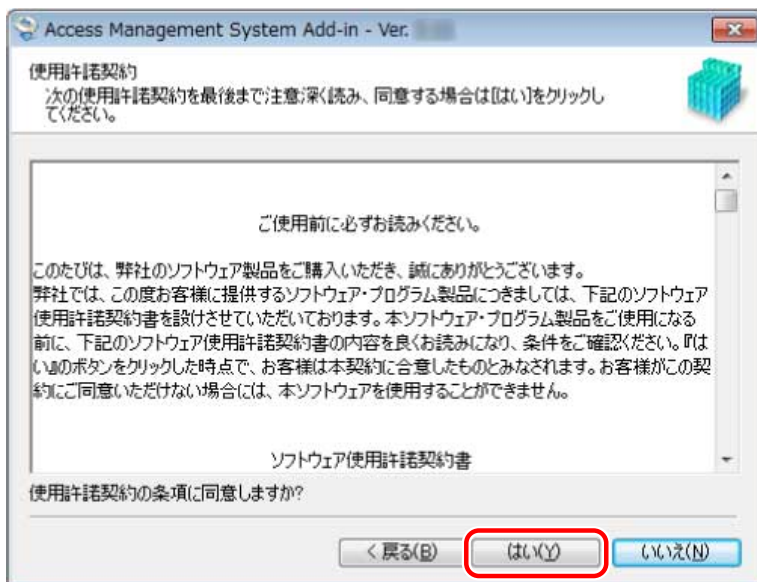 Access Management System Add-in - Ver.
使用許諾契約
次の使用許諾契約を最後まで注意深く読み、同意する場合は[はい]をクリックし
てください。
ご使用前に必ずお読みください。
このたびは、弊社のソフトウェア製品をご購入いただき、誠にありがとうございます。
弊社では、この度お客様に提供するソフトウェア・プログラム製品につきましては、下記のソフトウェア
使用許諾契約書を設けさせていただいております。本ソフトウェア・プログラム製品をご使用になる
前に、下記のソフトウェア使用許諾契約書の内容を良くお読みになり、条件をご確認ください。『は
い』のボタンをクリックした時点で、お客様は本契約に合意したものとみなされます。お客様がこの契
約にご同意いただけない場合には、本ソフトウェアを使用することができません。
ソフトウェア使用許諾契約書
使用許諾契約の条項に同意しますか?
< 戻る(B)
はい(Y)
いいえ(N)